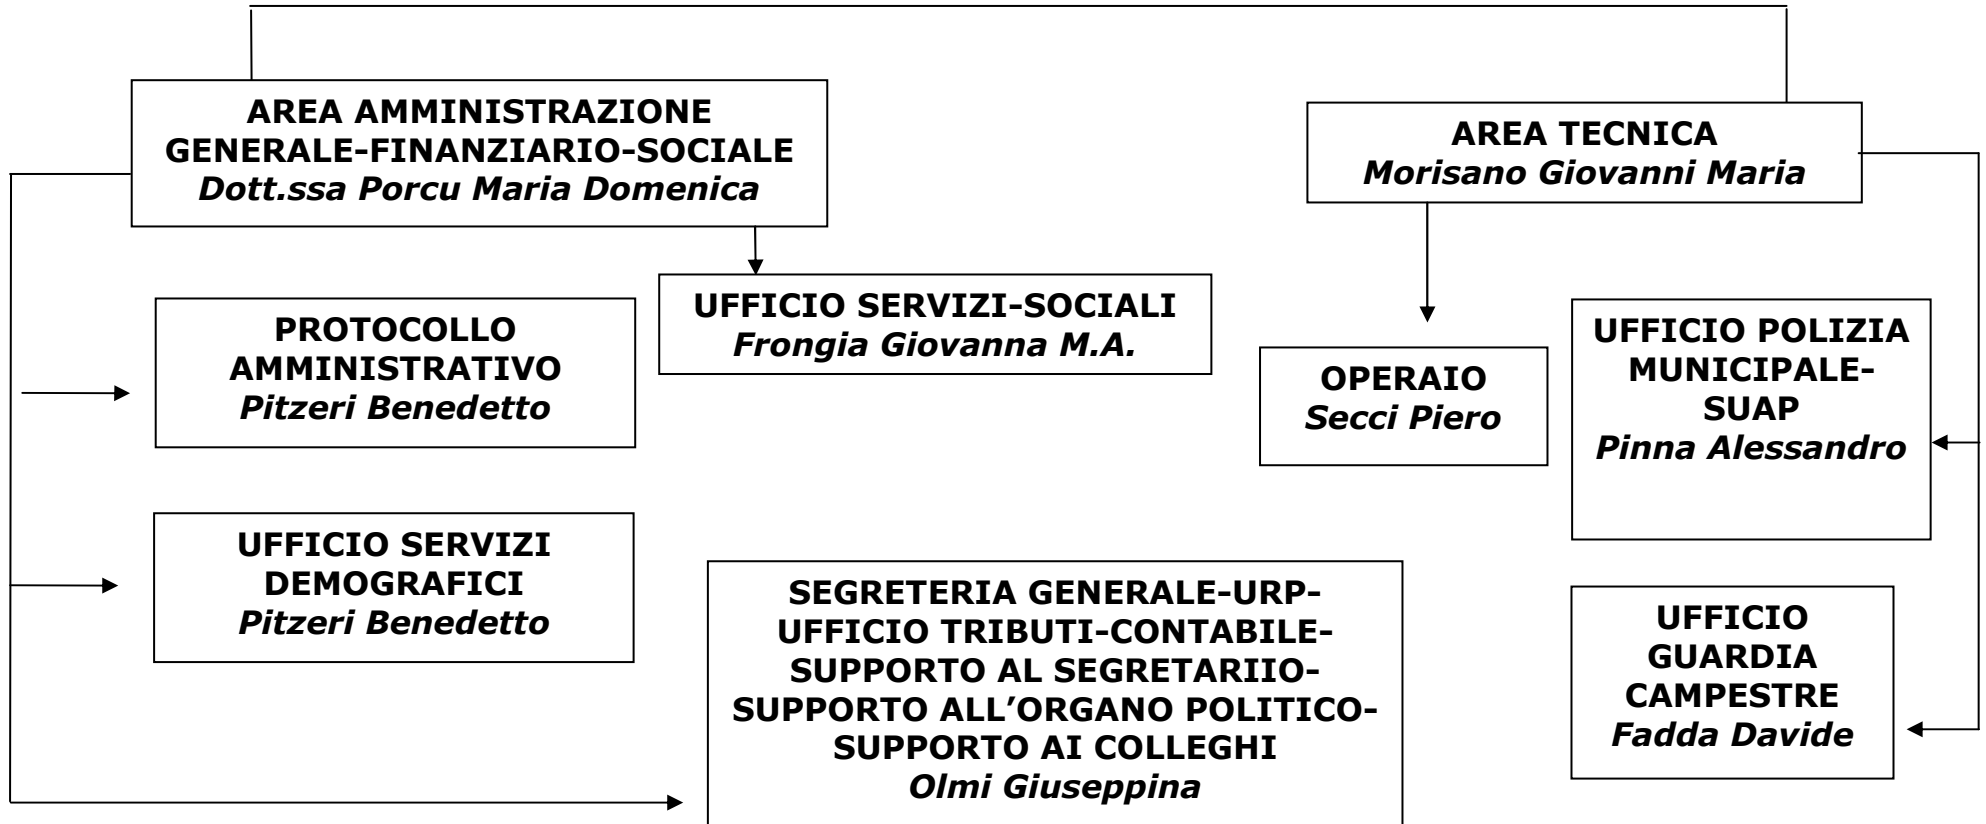 AREA AMMINISTRAZIONE
GENERALE-FINANZIARIO-SOCIALE
Dott.ssa Porcu Maria Domenica
AREA TECNICA
Morisano Giovanni Maria
UFFICIO SERVIZI-SOCIALI
Frongia Giovanna M.A.
PROTOCOLLO
AMMINISTRATIVO
Pitzeri Benedetto
OPERAIO
Secci Piero
UFFICIO POLIZIA
MUNICIPALE-
SUAP
Pinna Alessandro
UFFICIO SERVIZI
DEMOGRAFICI
Pitzeri Benedetto
SEGRETERIA GENERALE-URP-
UFFICIO TRIBUTI-CONTABILE-
SUPPORTO AL SEGRETARIIO-
SUPPORTO ALL’ORGANO POLITICO-
SUPPORTO AI COLLEGHI
Olmi Giuseppina
UFFICIO
GUARDIA
CAMPESTRE
Fadda Davide